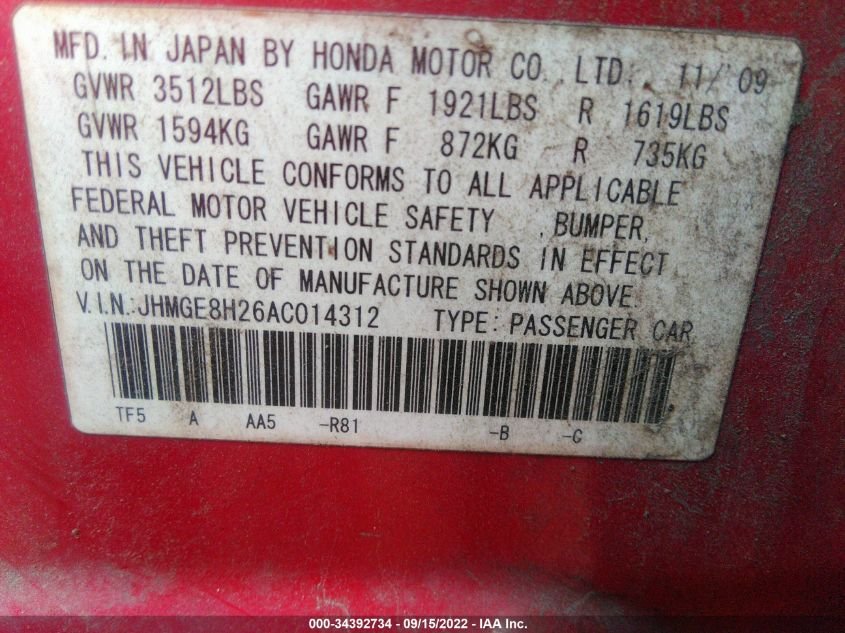 MFD. IN JAPAN BY HONDA MOTOR CO., LTD. 11/'09
GVWR 3512LBS GAWR F 1921LBS R 1619LBS
GVWR 1594KG GAWR F 872KG R 735KG
THIS VEHICLE CONFORMS TO ALL APPLICABLE
FEDERAL MOTOR VEHICLE SAFETY , BUMPER,
AND THEFT PREVENTION STANDARDS IN EFFECT
ON THE DATE OF MANUFACTURE SHOWN ABOVE.
V.I.N.:JHMGE8H26AC014312 TYPE: PASSENGER CAR
TF5 A AA5 -R81 -B -C
000-34392734 - 09/15/2022 - IAA Inc.